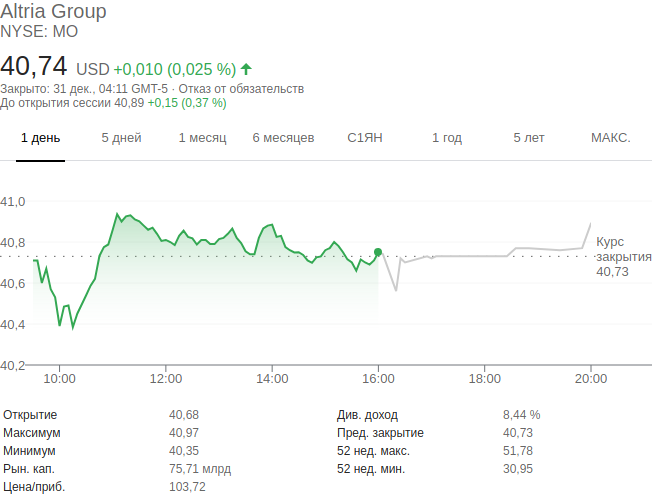 Altria Group
NYSE: MO
40,74 USD +0,010 (0,025 %)
Закрыто: 31 дек., 04:11 GMT-5 · Отказ от обязательств
До открытия сессии 40,89 +0,15 (0,37 %)
1 день 5 дней 1 месяц 6 месяцев С1ЯН 1 год 5 лет МАКС.
41,0
40,8
40,6
40,4
40,2
Курс
закрытия
40,73
10:00 12:00 14:00 16:00 18:00 20:00
Открытие 40,68 Див. доход 8,44 %
Максимум 40,97 Пред. закрытие 40,73
Минимум 40,35 52 нед. макс. 51,78
Рын. кап. 75,71 млрд 52 нед. мин. 30,95
Цена/приб. 103,72